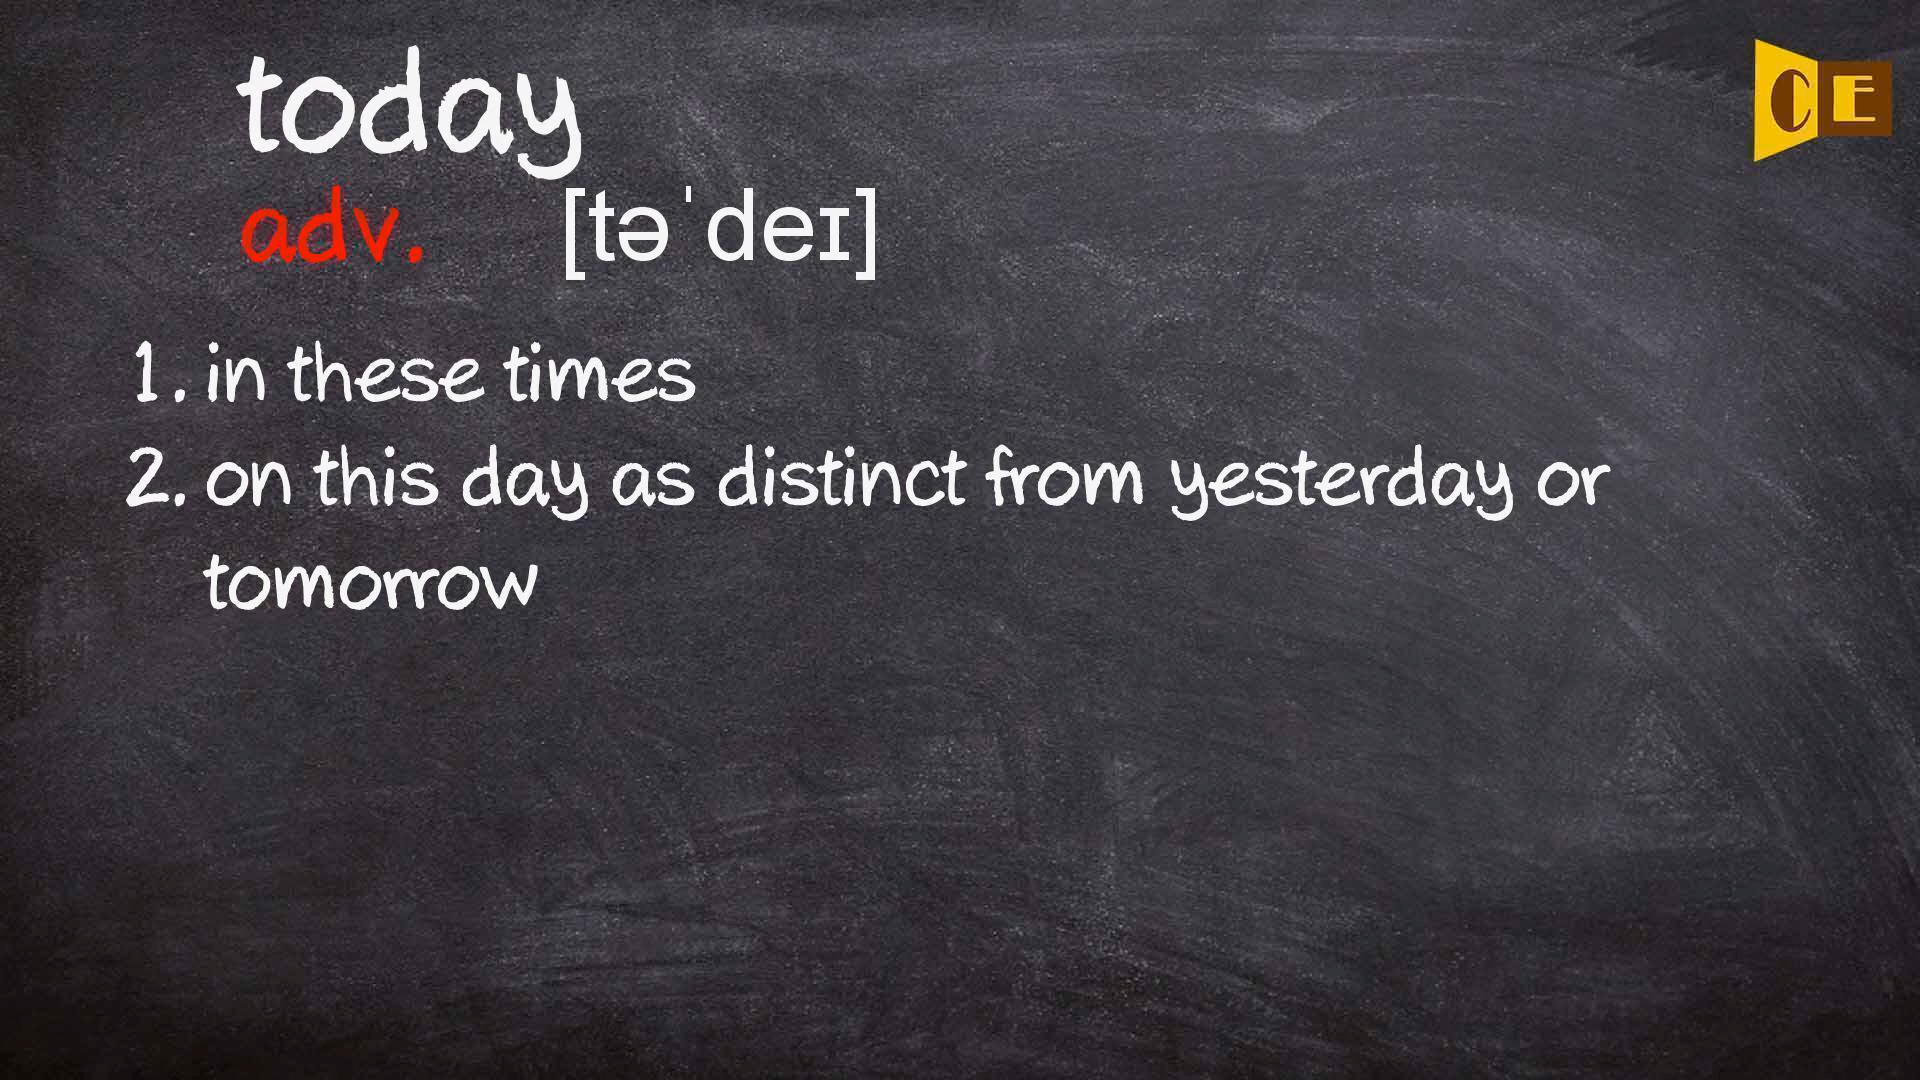 today
CE
adv. [təˈdeɪ]
1. in these times
2. on this day as distinct from yesterday or
tomorrow